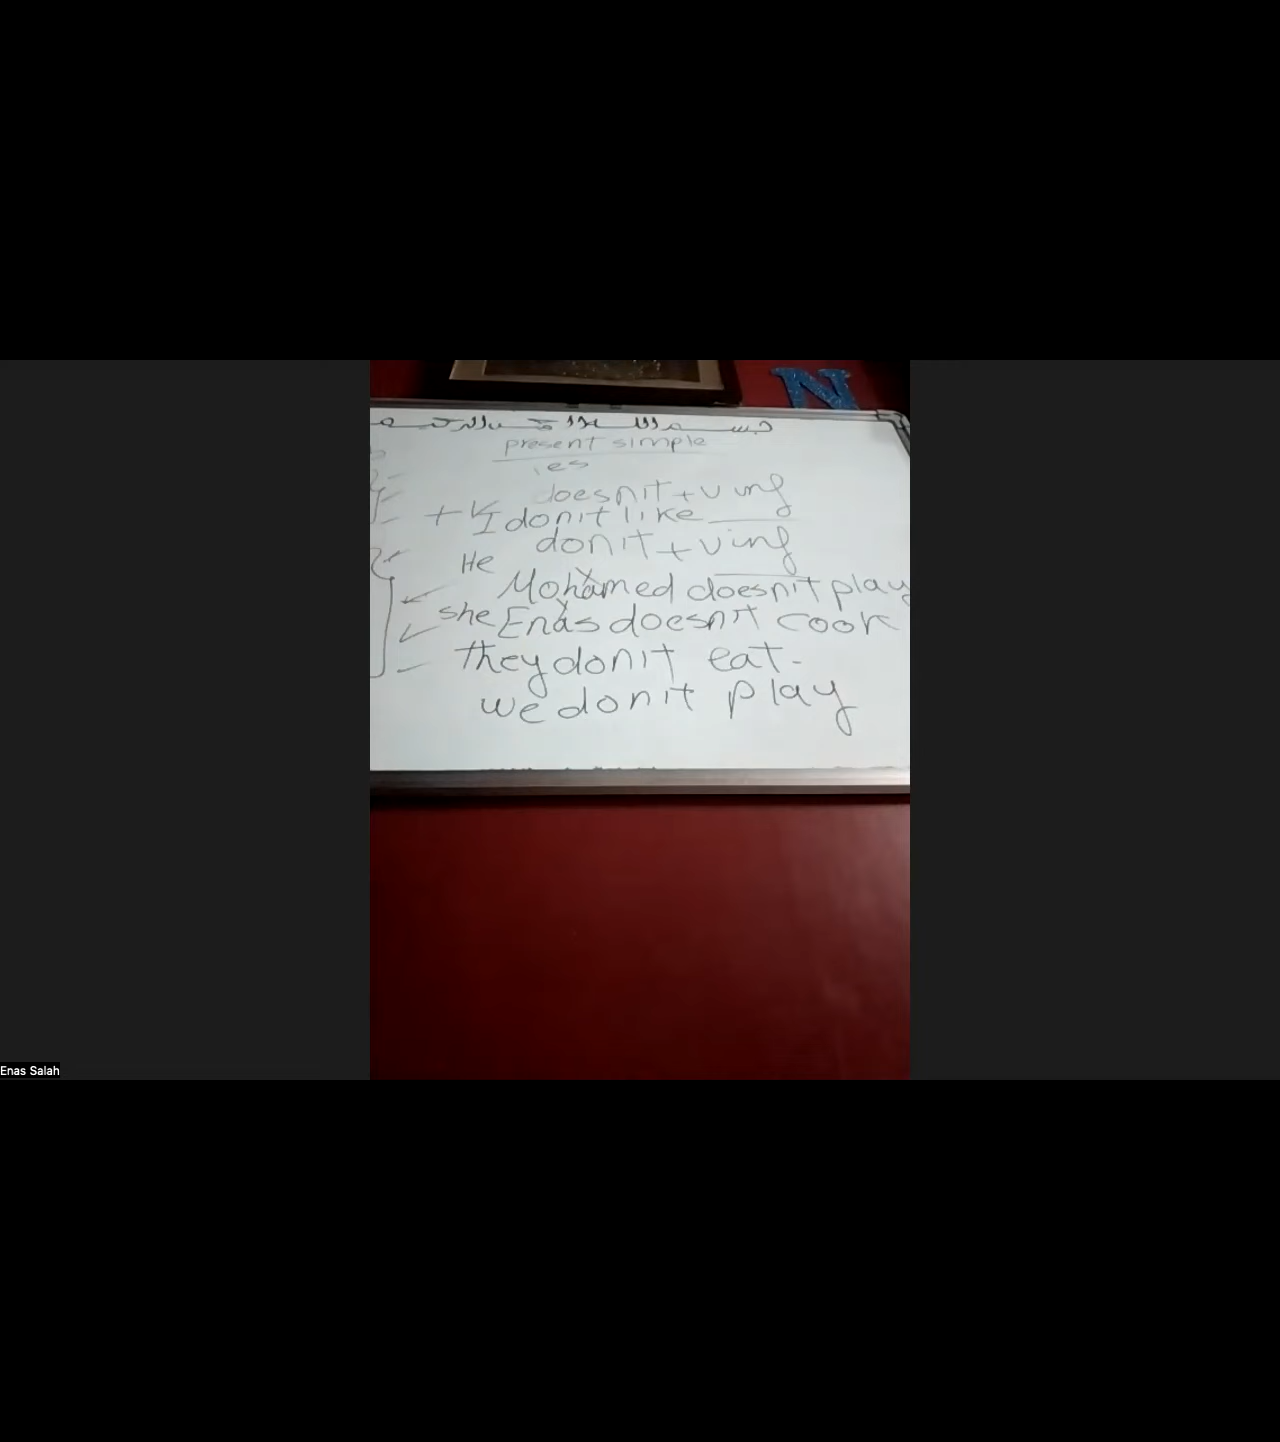 N
present simple
es
doesn't + v inf
+ V I don't like
don't + v inf
He
Mohamed doesn't play
she Enas doesn't cook
they don't eat-
we don't play
Enas Salah